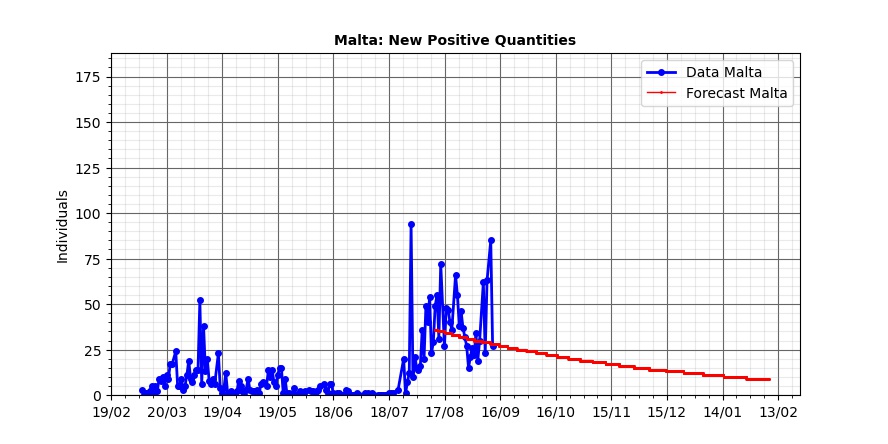 Malta: New Positive Quantities
Data Malta
Forecast Malta
Individuals
175
150
125
100
75
50
25
0
19/02 20/03 19/04 19/05 18/06 18/07 17/08 16/09 16/10 15/11 15/12 14/01 13/02